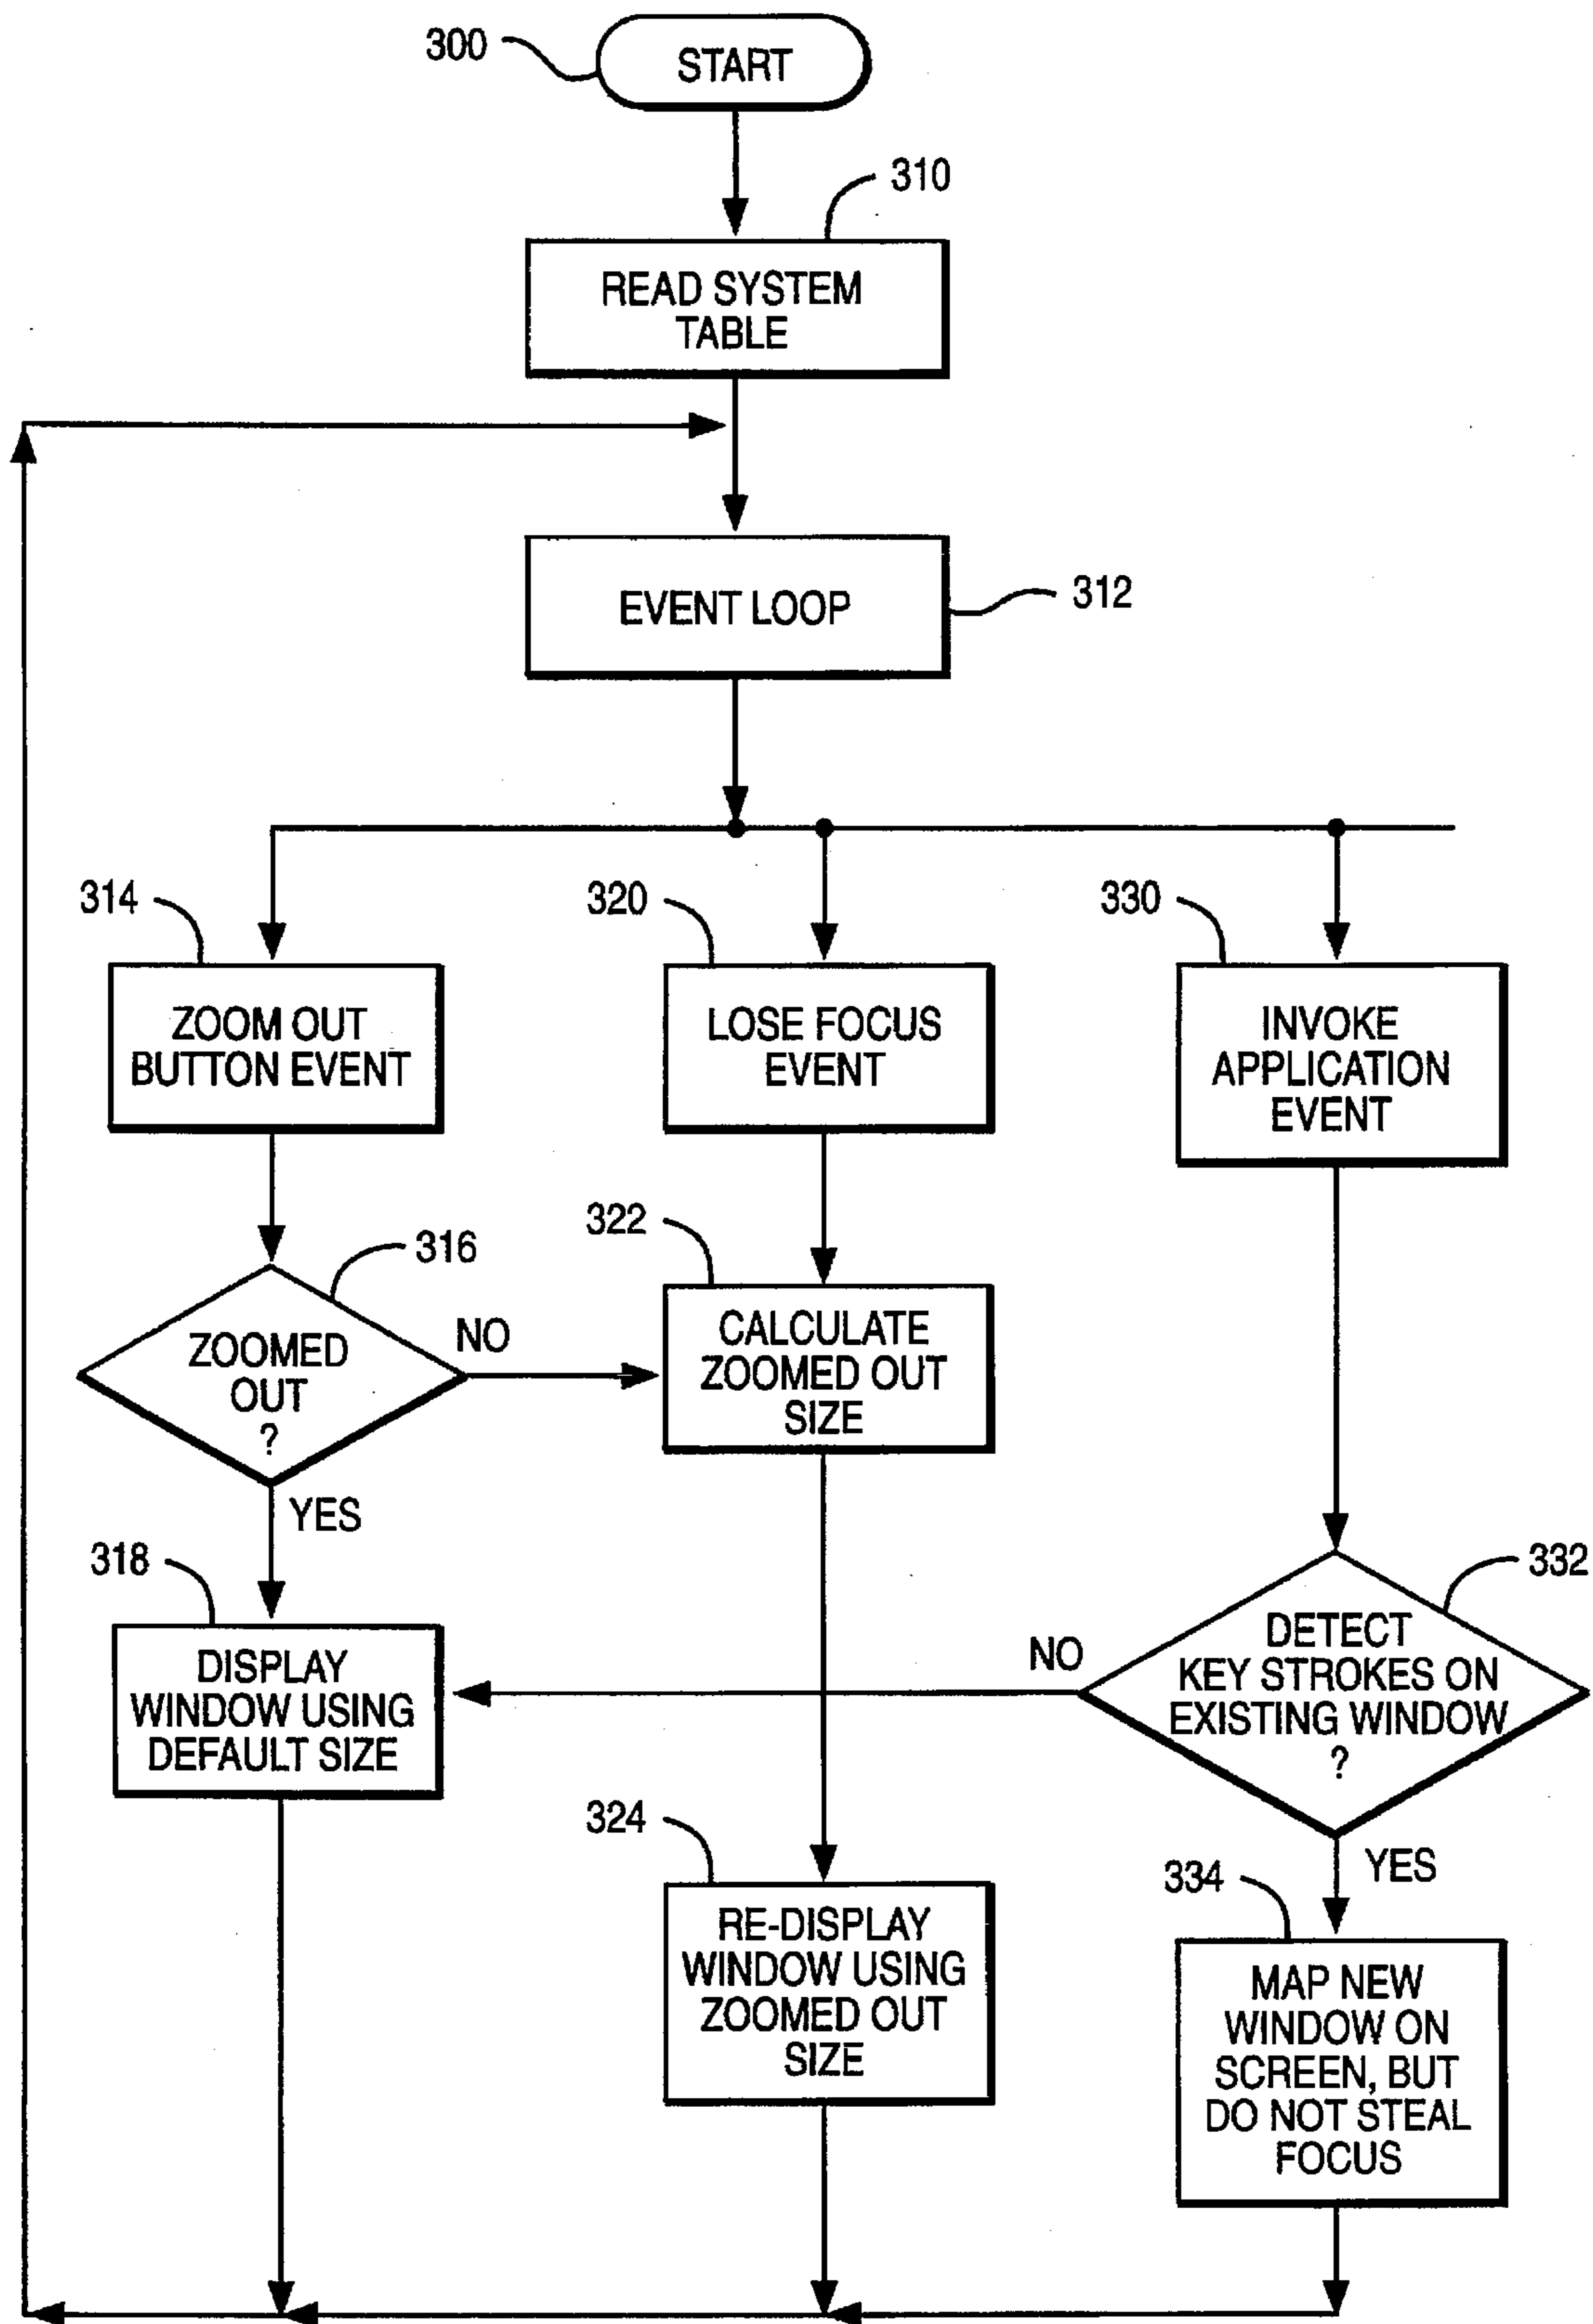 300
START
310
READ SYSTEM
TABLE
EVENT LOOP
312
314
ZOOM OUT
BUTTON EVENT
320
LOSE FOCUS
EVENT
330
INVOKE
APPLICATION
EVENT
316
ZOOMED
OUT
?
NO
YES
322
CALCULATE
ZOOMED OUT
SIZE
332
DETECT
KEY STROKES ON
EXISTING WINDOW
?
NO
YES
318
DISPLAY
WINDOW USING
DEFAULT SIZE
324
RE-DISPLAY
WINDOW USING
ZOOMED OUT
SIZE
334
MAP NEW
WINDOW ON
SCREEN, BUT
DO NOT STEAL
FOCUS